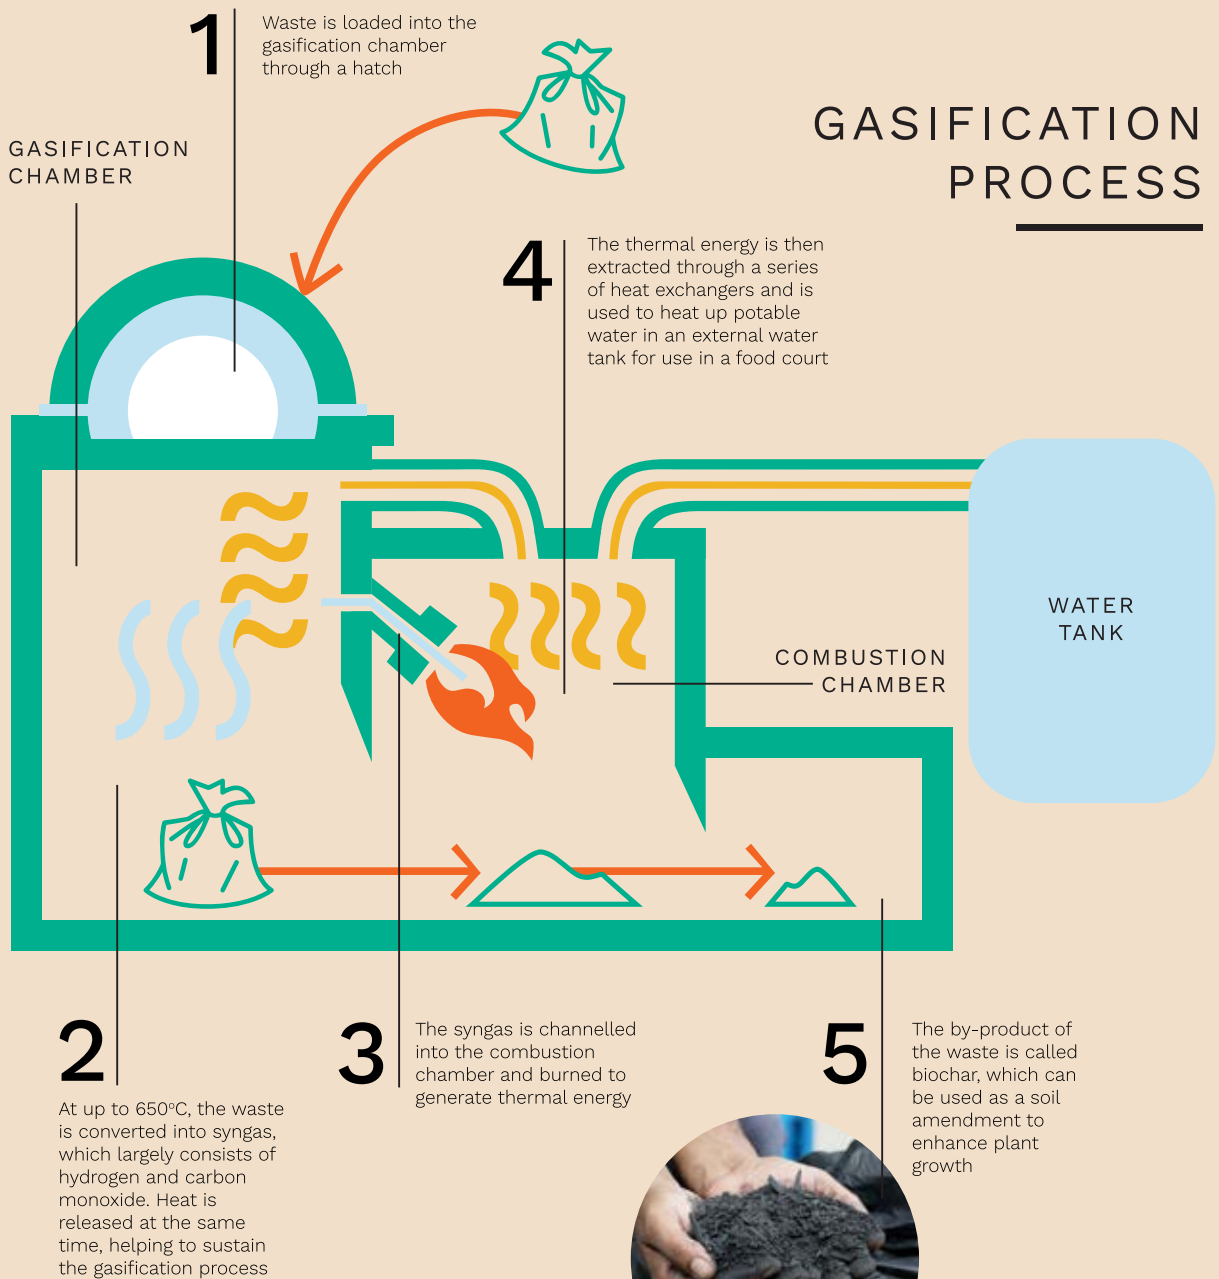 GASIFICATION
PROCESS
1
Waste is loaded into the
gasification chamber
through a hatch
GASIFICATION
CHAMBER
4
The thermal energy is then
extracted through a series
of heat exchangers and is
used to heat up potable
water in an external water
tank for use in a food court
WATER
TANK
COMBUSTION
CHAMBER
2
At up to 650°C, the waste
is converted into syngas,
which largely consists of
hydrogen and carbon
monoxide. Heat is
released at the same
time, helping to sustain
the gasification process
3
The syngas is channelled
into the combustion
chamber and burned to
generate thermal energy
5
The by-product of
the waste is called
biochar, which can
be used as a soil
amendment to
enhance plant
growth